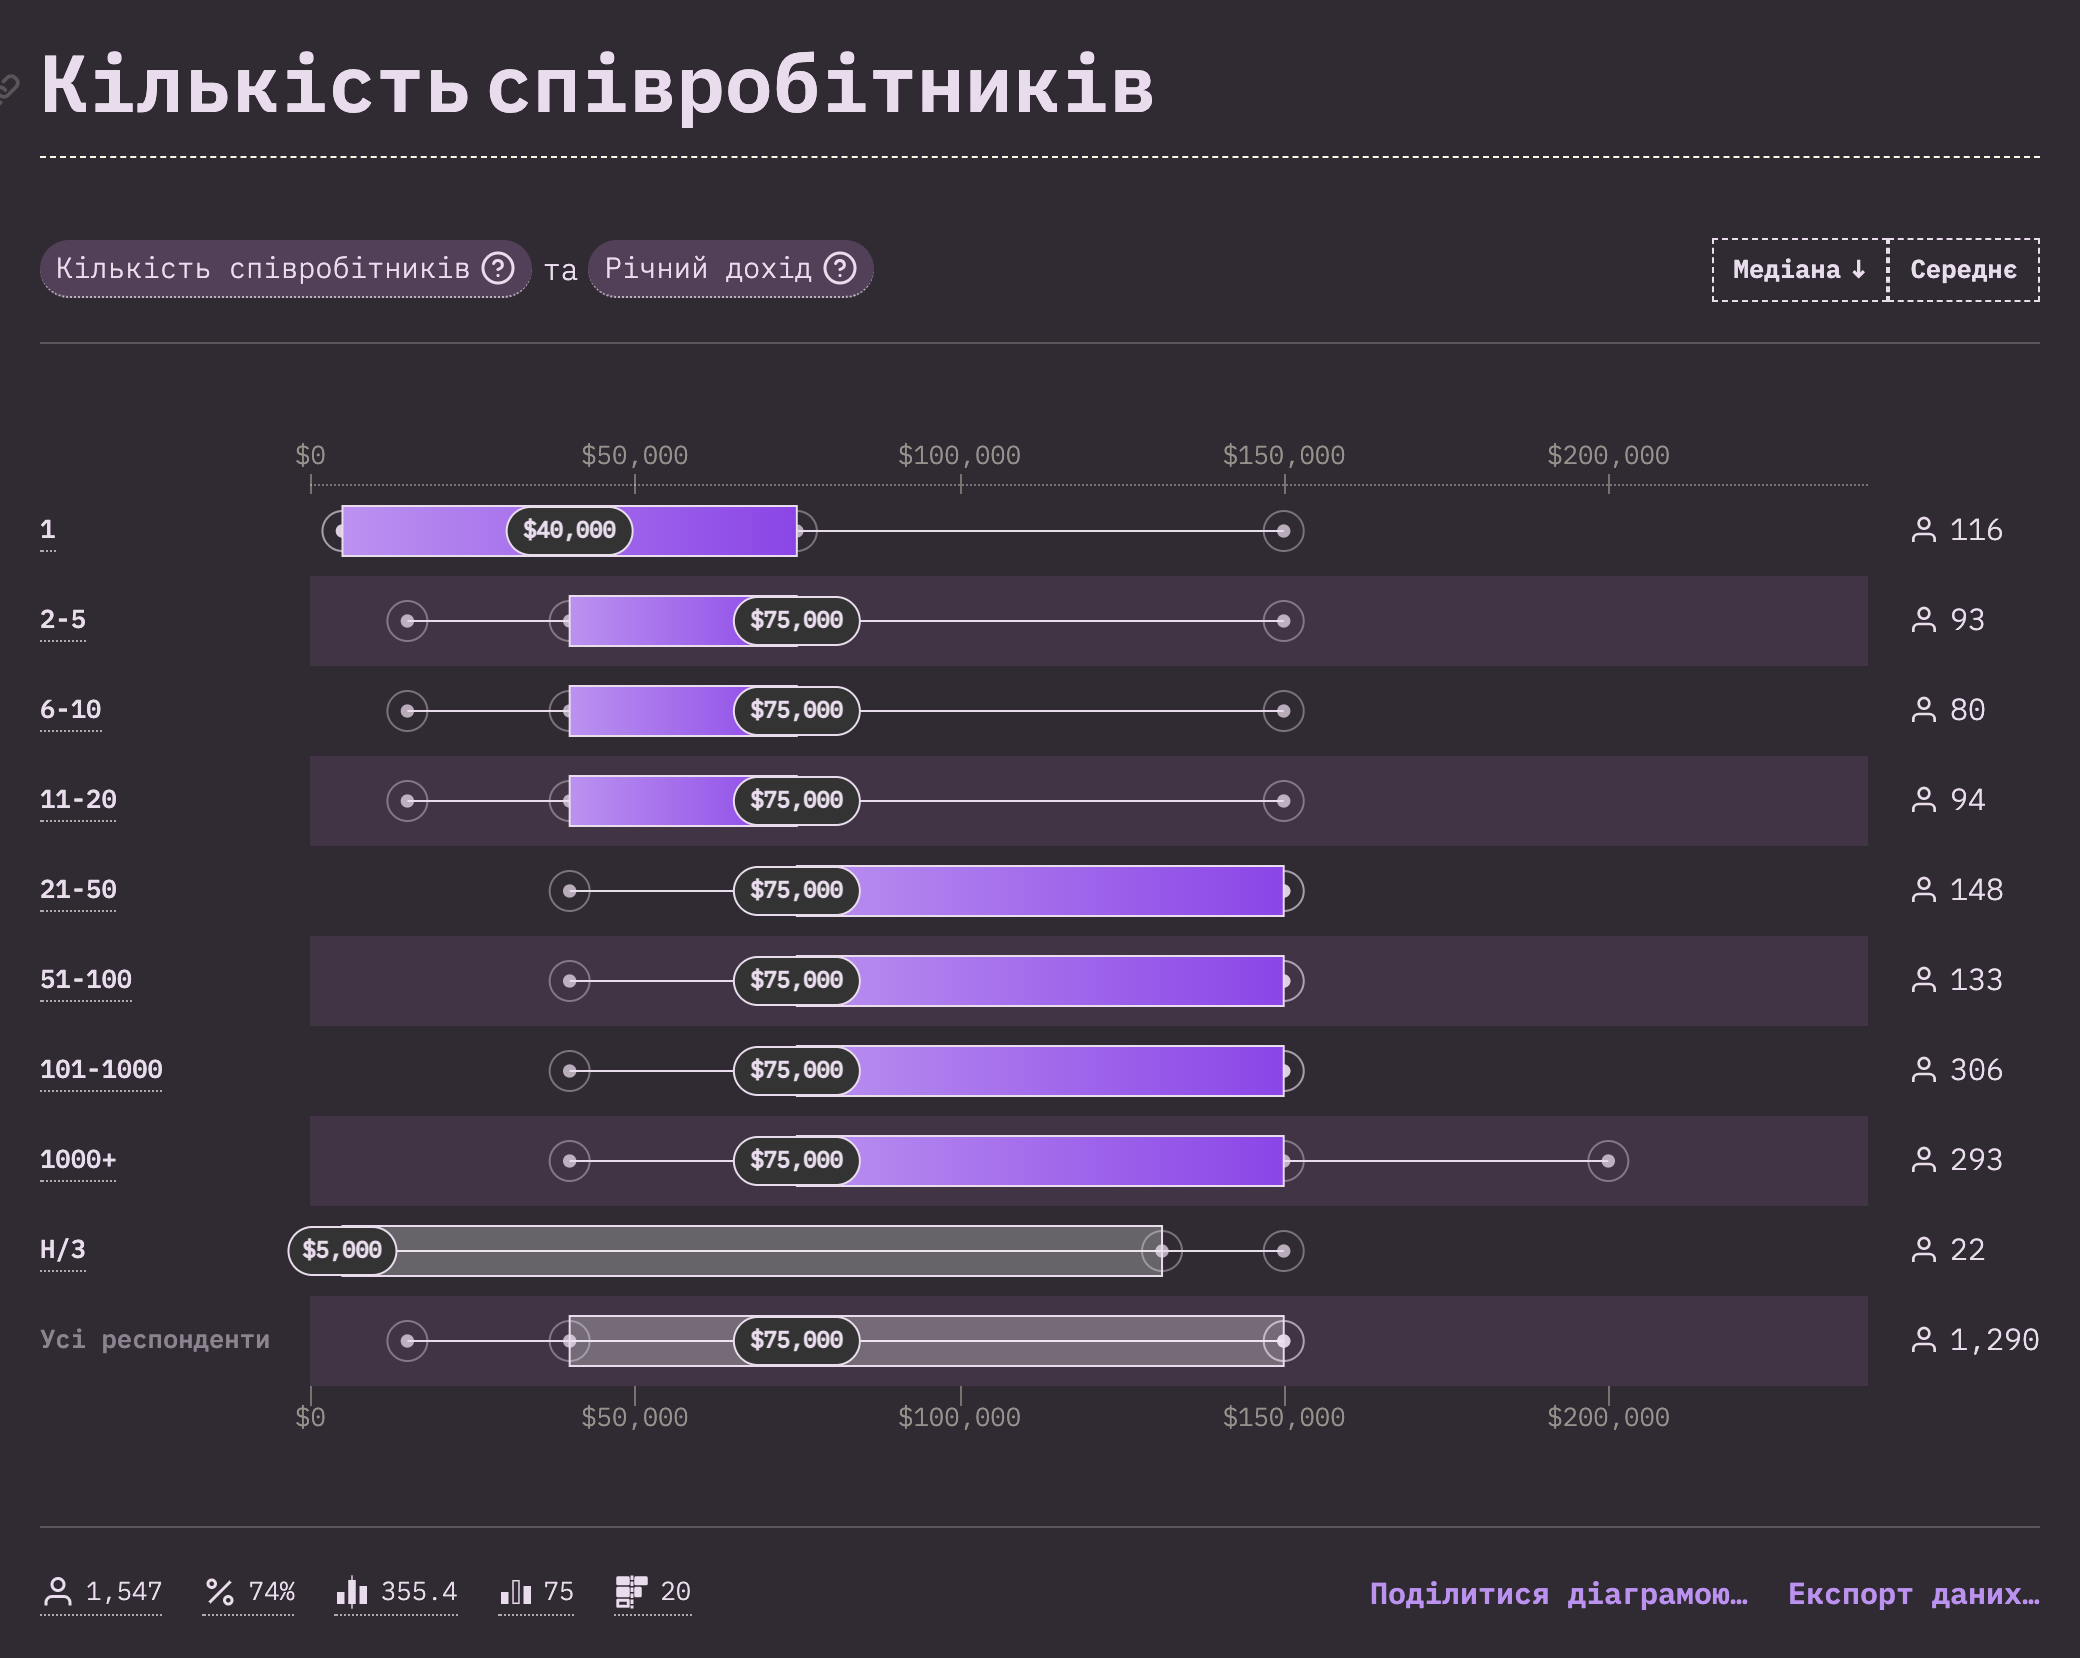 Кількість співробітників
Кількість співробітників ? та Річний дохід ?
Медіана ↓ Середнє
$0 $50,000 $100,000 $150,000 $200,000
1 $40,000 116
2-5 $75,000 93
6-10 $75,000 80
11-20 $75,000 94
21-50 $75,000 148
51-100 $75,000 133
101-1000 $75,000 306
1000+ $75,000 293
Н/З $5,000 22
Усі респонденти $75,000 1,290
$0 $50,000 $100,000 $150,000 $200,000
1,547 74% 355.4 75 20 Поділитися діаграмою… Експорт даних…